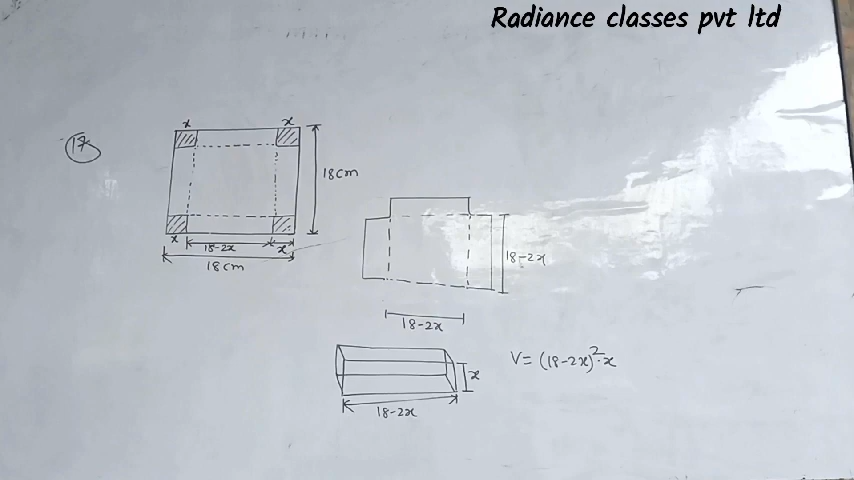 Radiance classes pvt ltd
17
x x
18cm
x 18-2x x
18cm
18-2x
18-2x
x
18-2x
V= (18-2x)²·x